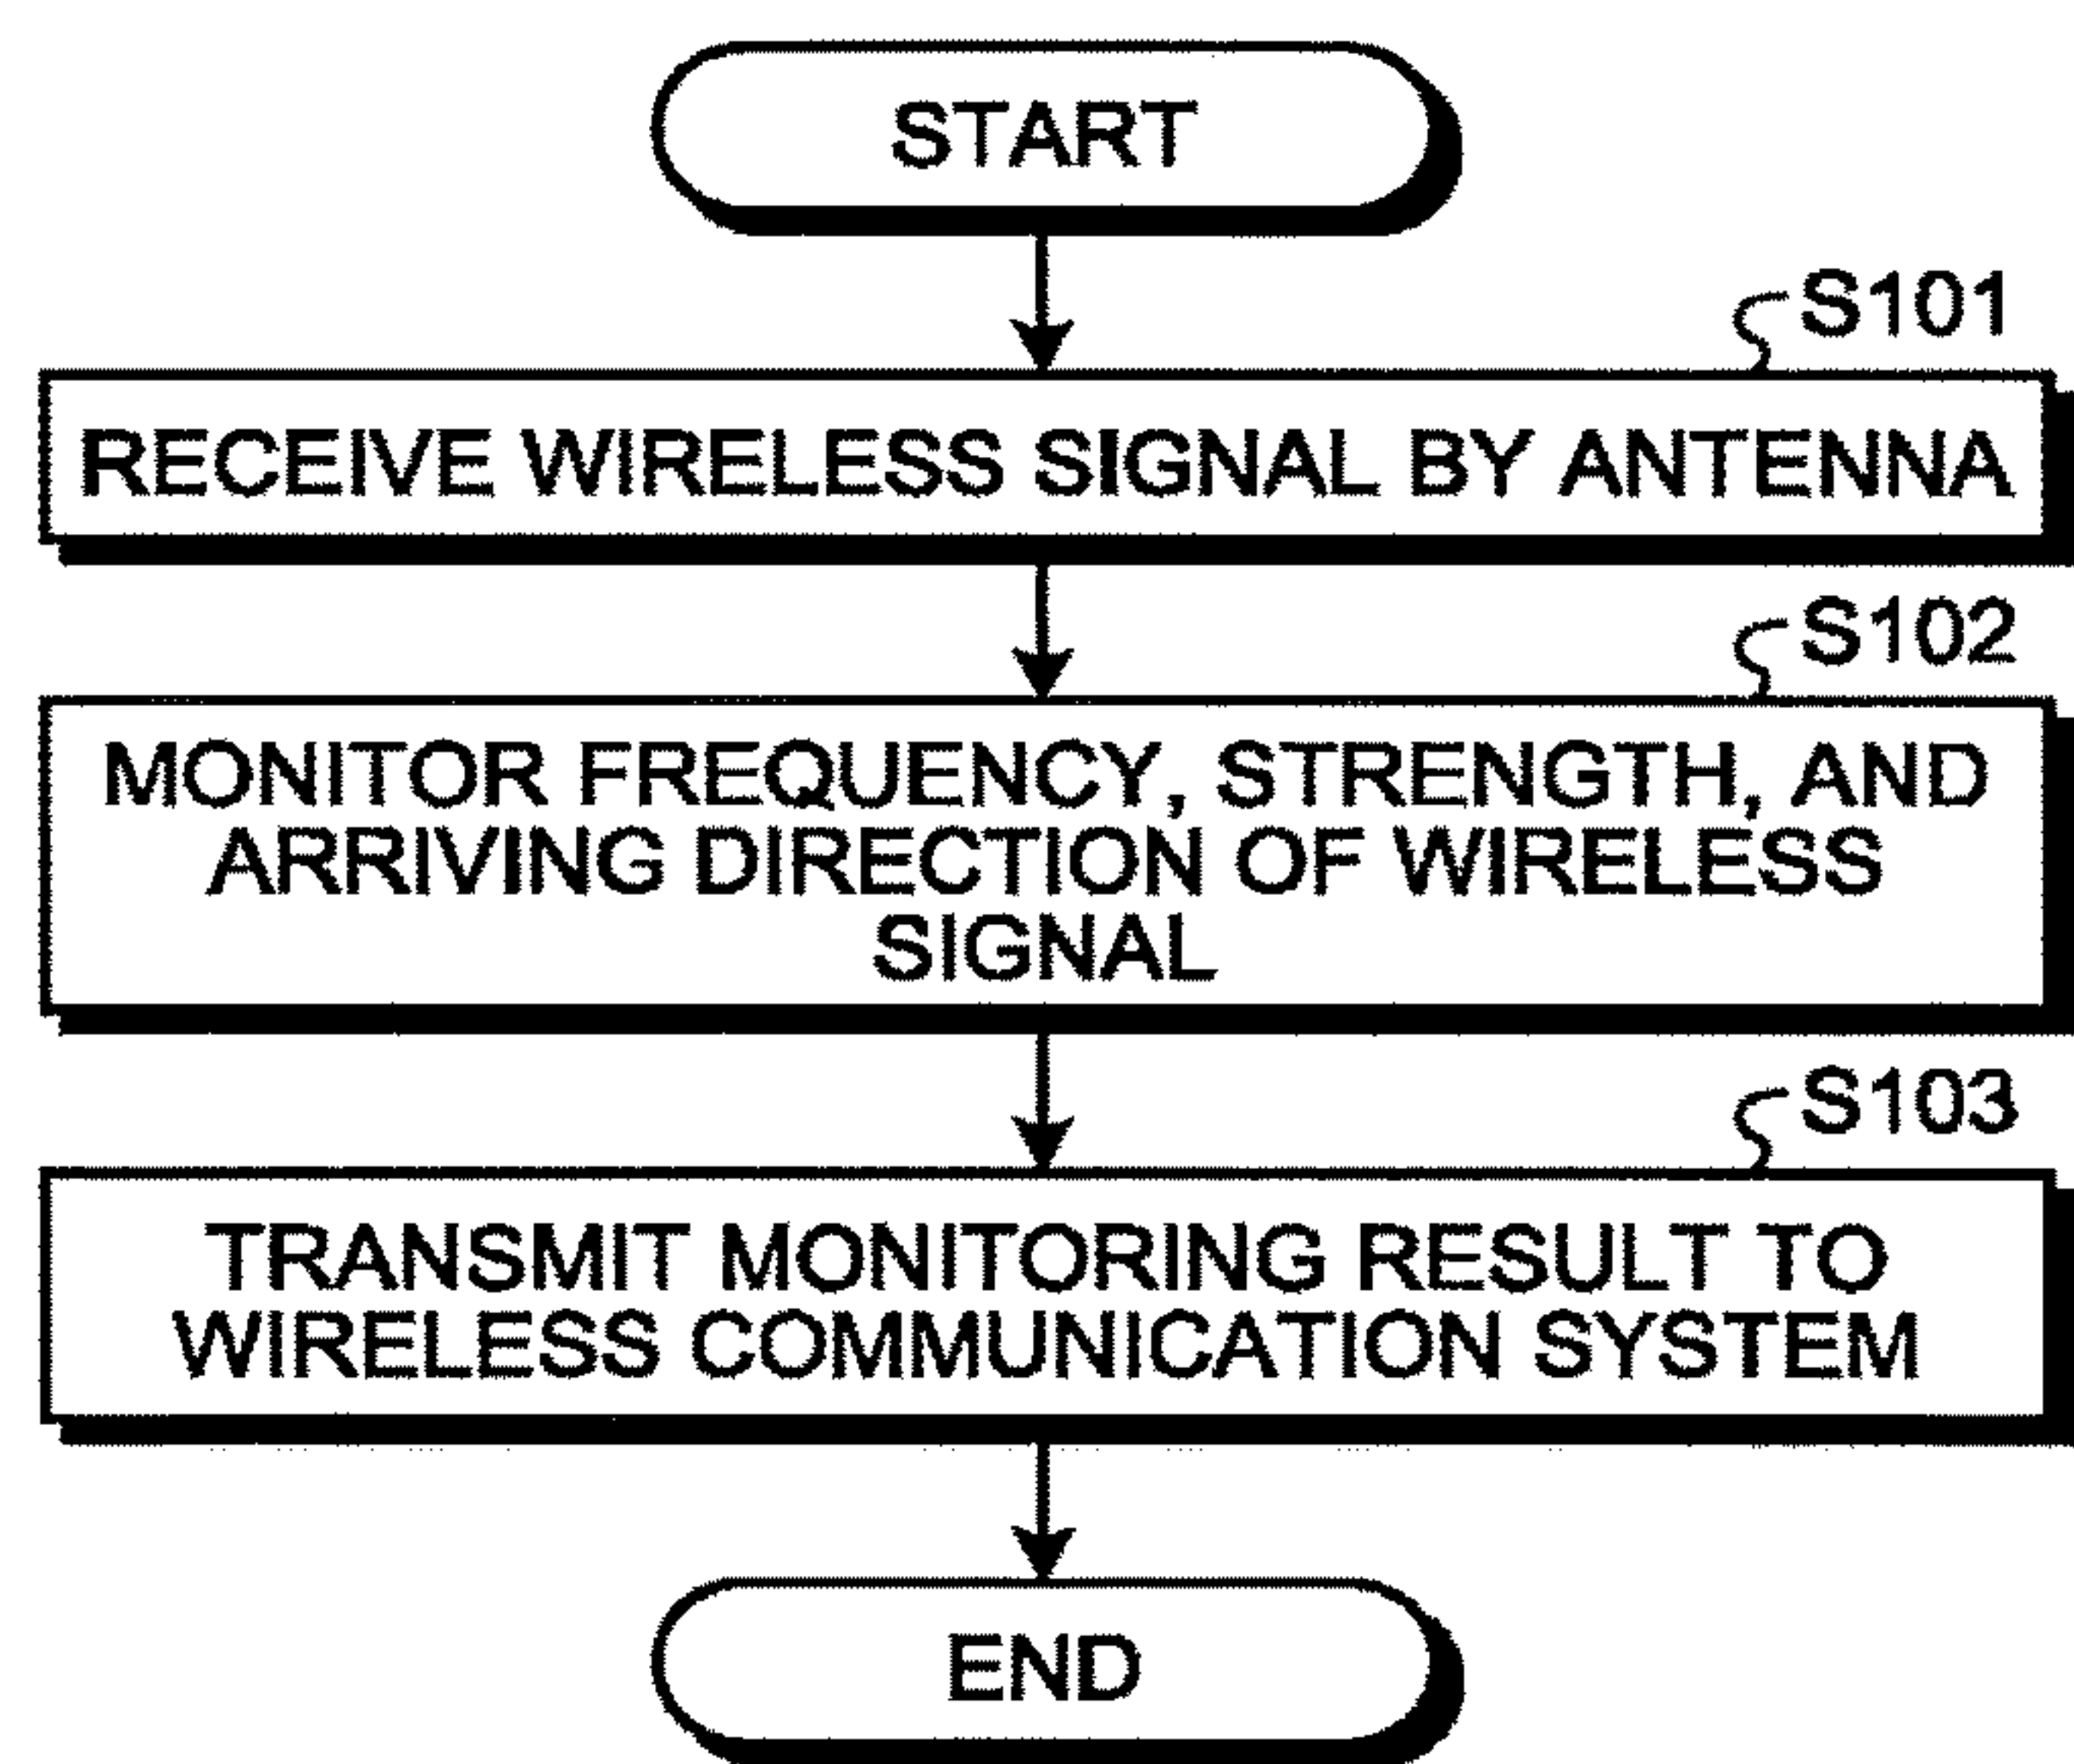 START
S101
RECEIVE WIRELESS SIGNAL BY ANTENNA
S102
MONITOR FREQUENCY, STRENGTH, AND
ARRIVING DIRECTION OF WIRELESS
SIGNAL
S103
TRANSMIT MONITORING RESULT TO
WIRELESS COMMUNICATION SYSTEM
END